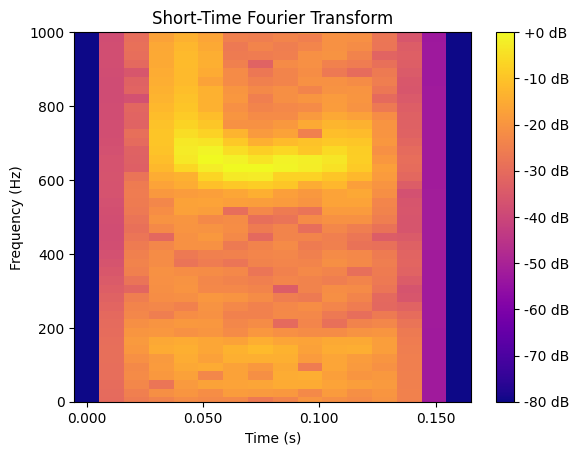 Short-Time Fourier Transform
Frequency (Hz)
1000
800
600
400
200
0
0.000
0.050
0.100
0.150
Time (s)
+0 dB
-10 dB
-20 dB
-30 dB
-40 dB
-50 dB
-60 dB
-70 dB
-80 dB